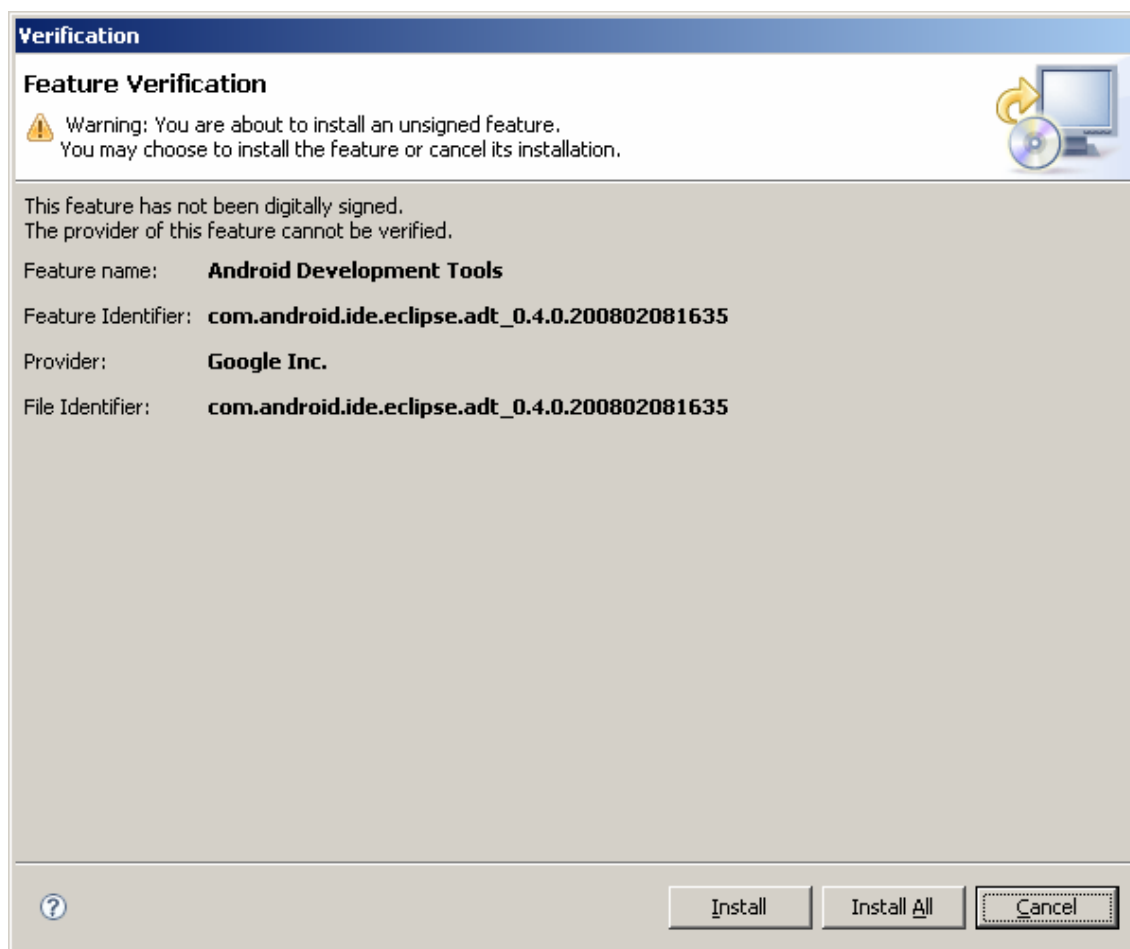 Verification
Feature Verification
Warning: You are about to install an unsigned feature.
You may choose to install the feature or cancel its installation.
This feature has not been digitally signed.
The provider of this feature cannot be verified.
Feature name: Android Development Tools
Feature Identifier: com.android.ide.eclipse.adt_0.4.0.200802081635
Provider: Google Inc.
File Identifier: com.android.ide.eclipse.adt_0.4.0.200802081635
? Install Install All Cancel